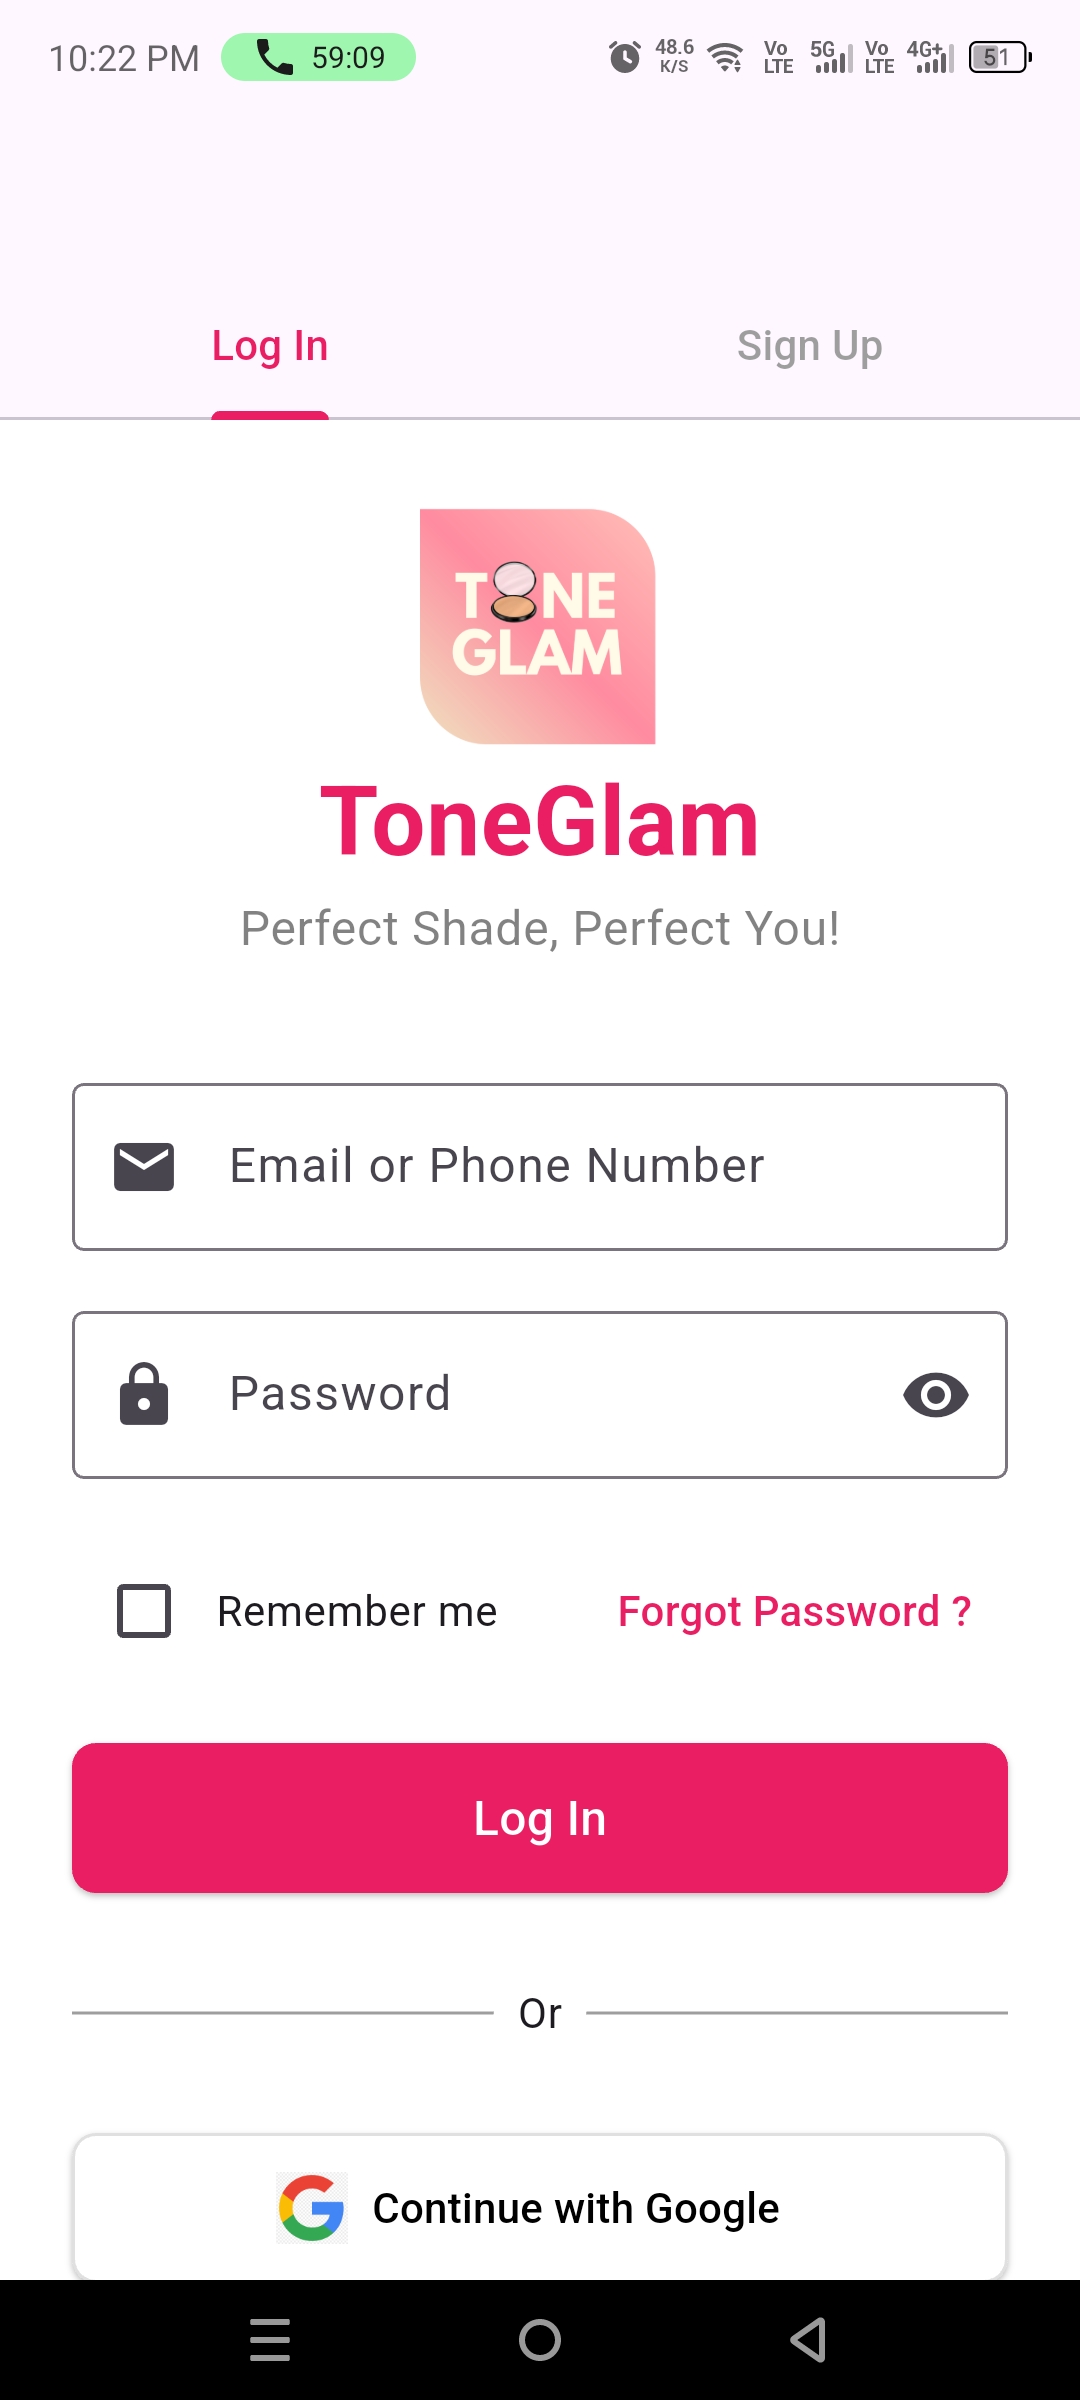 10:22 PM 59:09 48.6 K/S Vo LTE 5G Vo LTE 4G+ 51
Log In Sign Up
TONE
GLAM
ToneGlam
Perfect Shade, Perfect You!
Email or Phone Number
Password
Remember me Forgot Password ?
Log In
Or
Continue with Google